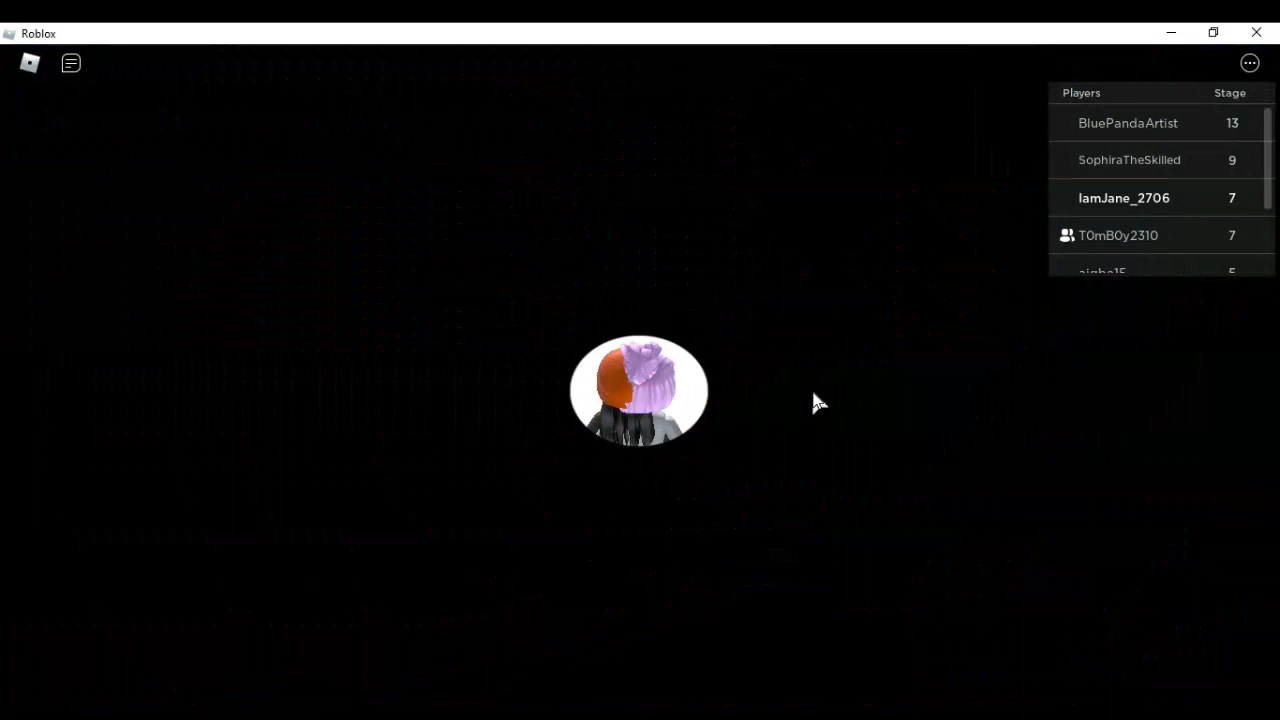 Roblox
Players Stage
BluePandaArtist 13
SophiraTheSkilled 9
IamJane_2706 7
T0mB0y2310 7